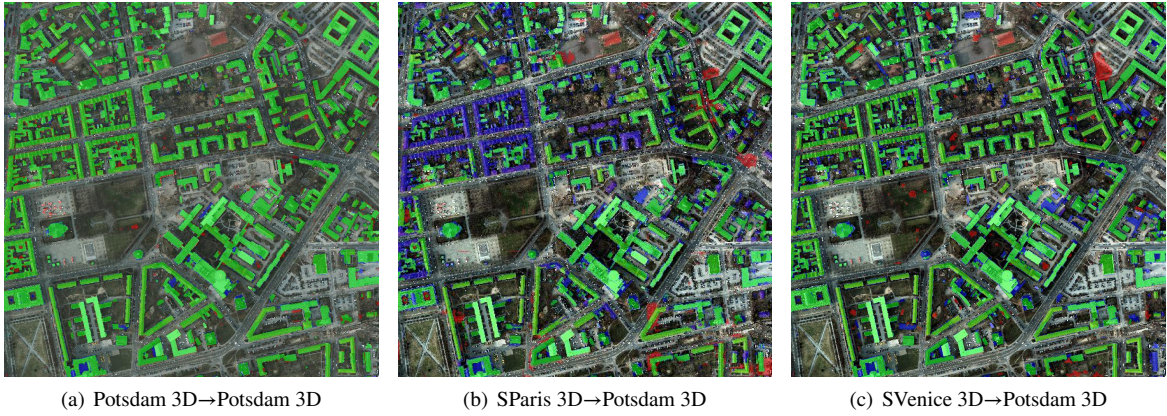 (a) Potsdam 3D→Potsdam 3D
(b) SParis 3D→Potsdam 3D
(c) SVenice 3D→Potsdam 3D